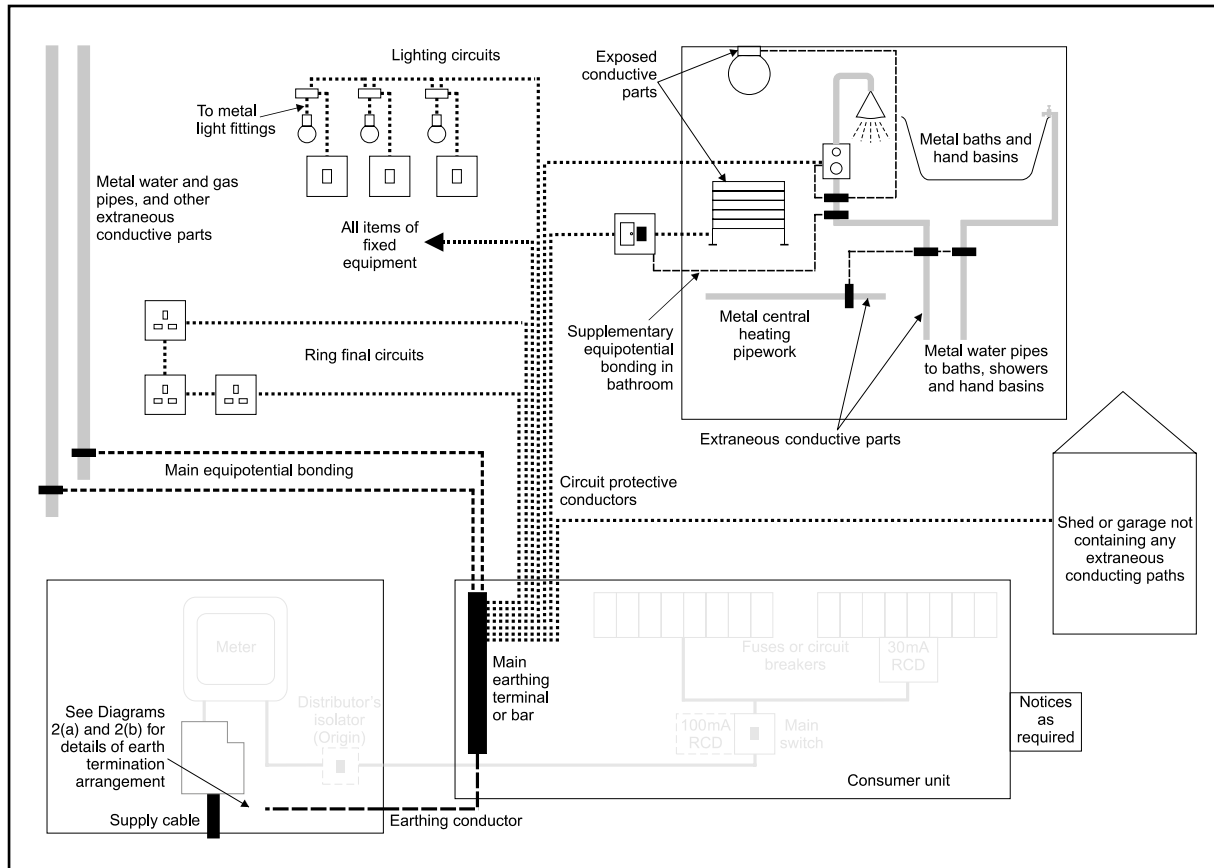 Lighting circuits
To metal
light fittings
Metal water and gas
pipes, and other
extraneous
conductive parts
All items of
fixed
equipment
Ring final circuits
Main equipotential bonding
Exposed
conductive
parts
Metal baths and
hand basins
Supplementary
equipotential
bonding in
bathroom
Metal central
heating
pipework
Metal water pipes
to baths, showers
and hand basins
Extraneous conductive parts
Circuit protective
conductors
Shed or garage not
containing any
extraneous
conducting paths
Meter
See Diagrams
2(a) and 2(b) for
details of earth
termination
arrangement
Supply cable
Distributor's
isolator
(Origin)
Earthing conductor
Main
earthing
terminal
or bar
Fuses or circuit
breakers
30mA
RCD
100mA
RCD
Main
switch
Consumer unit
Notices
as
required